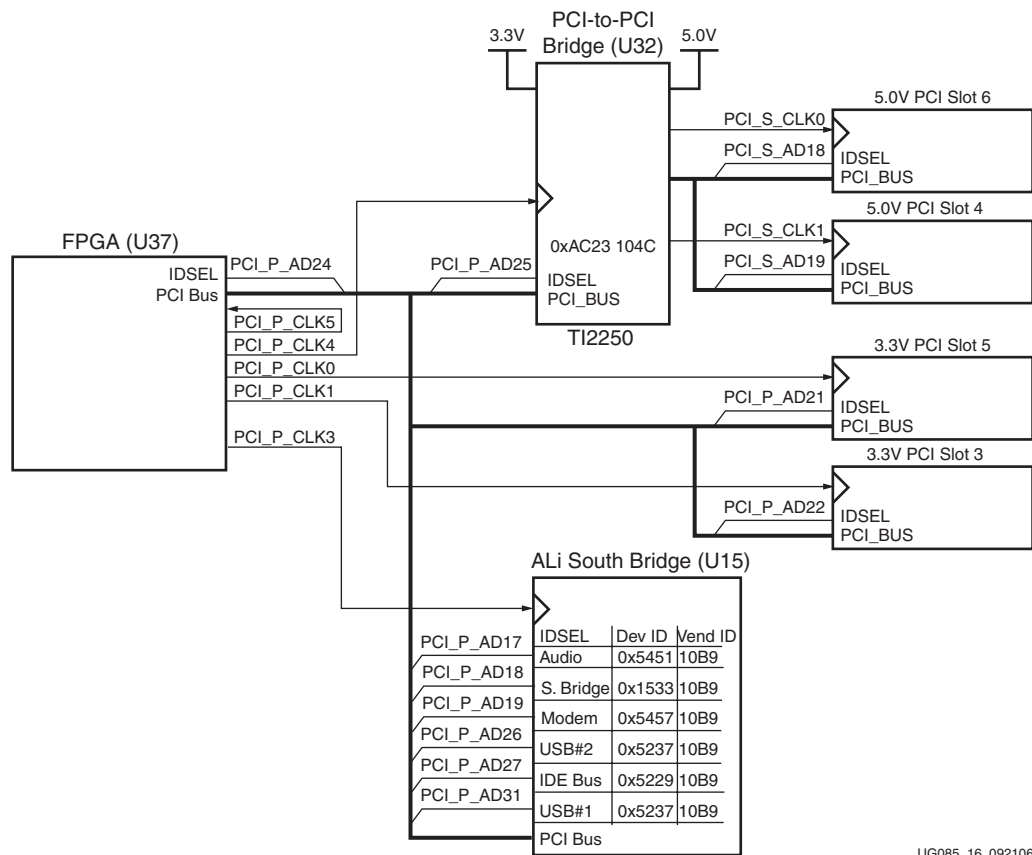 PCI-to-PCI
Bridge (U32)
3.3V
5.0V
0xAC23 104C
IDSEL
PCI_BUS
TI2250
PCI_S_CLK0
PCI_S_AD18
5.0V PCI Slot 6
IDSEL
PCI_BUS
PCI_S_CLK1
PCI_S_AD19
5.0V PCI Slot 4
IDSEL
PCI_BUS
FPGA (U37)
IDSEL
PCI Bus
PCI_P_AD24
PCI_P_AD25
PCI_P_CLK5
PCI_P_CLK4
PCI_P_CLK0
PCI_P_CLK1
PCI_P_CLK3
3.3V PCI Slot 5
PCI_P_AD21
IDSEL
PCI_BUS
3.3V PCI Slot 3
PCI_P_AD22
IDSEL
PCI_BUS
ALi South Bridge (U15)
IDSEL Dev ID Vend ID
PCI_P_AD17 Audio 0x5451 10B9
PCI_P_AD18 S. Bridge 0x1533 10B9
PCI_P_AD19 Modem 0x5457 10B9
PCI_P_AD26 USB#2 0x5237 10B9
PCI_P_AD27 IDE Bus 0x5229 10B9
PCI_P_AD31 USB#1 0x5237 10B9
PCI Bus
UG085_16_092106